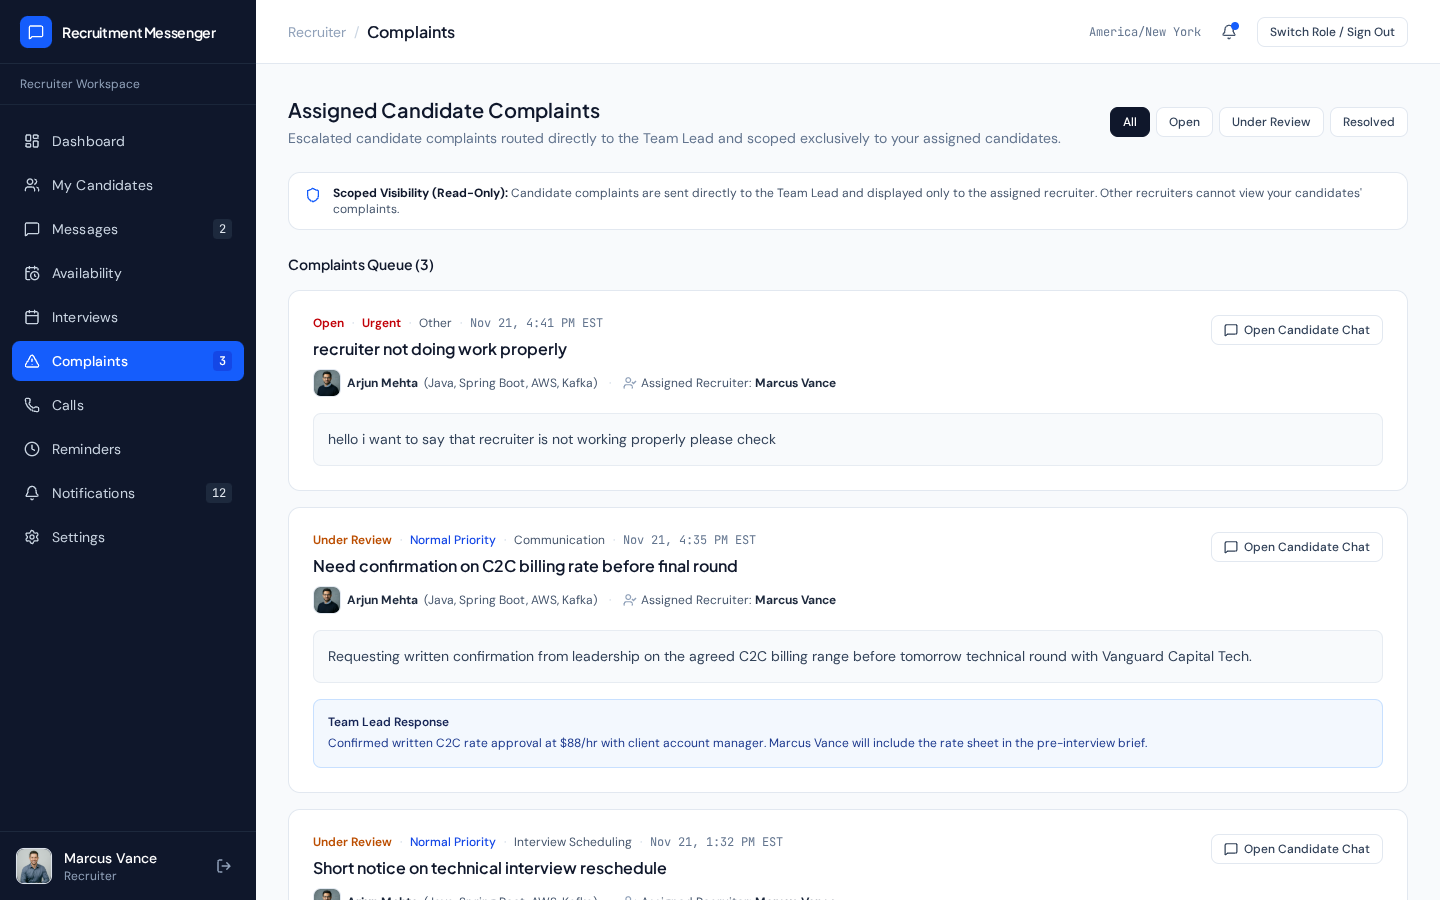 Recruitment Messenger
Recruiter Workspace
Dashboard
My Candidates
Messages 2
Availability
Interviews
Complaints 3
Calls
Reminders
Notifications 12
Settings
Marcus Vance
Recruiter
Recruiter / Complaints
America/New York
Switch Role / Sign Out
Assigned Candidate Complaints
Escalated candidate complaints routed directly to the Team Lead and scoped exclusively to your assigned candidates.
All
Open
Under Review
Resolved
Scoped Visibility (Read-Only): Candidate complaints are sent directly to the Team Lead and displayed only to the assigned recruiter. Other recruiters cannot view your candidates'
complaints.
Complaints Queue (3)
Open · Urgent · Other · Nov 21, 4:41 PM EST
Open Candidate Chat
recruiter not doing work properly
Arjun Mehta (Java, Spring Boot, AWS, Kafka) · Assigned Recruiter: Marcus Vance
hello i want to say that recruiter is not working properly please check
Under Review · Normal Priority · Communication · Nov 21, 4:35 PM EST
Open Candidate Chat
Need confirmation on C2C billing rate before final round
Arjun Mehta (Java, Spring Boot, AWS, Kafka) · Assigned Recruiter: Marcus Vance
Requesting written confirmation from leadership on the agreed C2C billing range before tomorrow technical round with Vanguard Capital Tech.
Team Lead Response
Confirmed written C2C rate approval at $88/hr with client account manager. Marcus Vance will include the rate sheet in the pre-interview brief.
Under Review · Normal Priority · Interview Scheduling · Nov 21, 1:32 PM EST
Open Candidate Chat
Short notice on technical interview reschedule